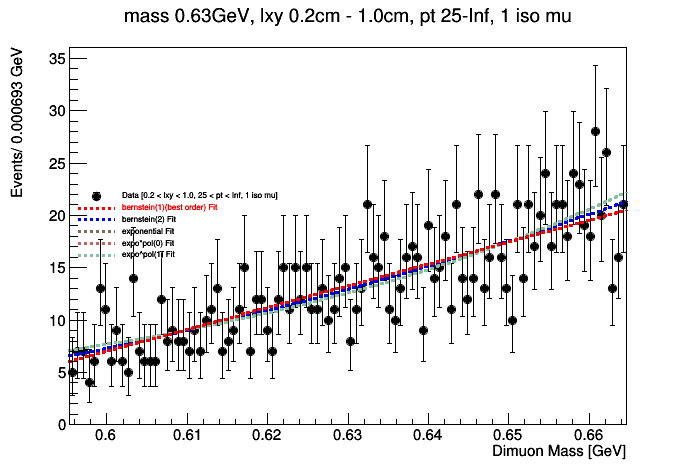 mass 0.63GeV, lxy 0.2cm - 1.0cm, pt 25-Inf, 1 iso mu
Events/ 0.000693 GeV
35
30
25
20
15
10
5
0
Data [0.2 < lxy < 1.0, 25 < pt < Inf, 1 iso mu]
bernstein(1)(best order) Fit
bernstein(2) Fit
exponential Fit
expo*pol(0) Fit
expo*pol(1) Fit
0.6
0.61
0.62
0.63
0.64
0.65
0.66
Dimuon Mass [GeV]